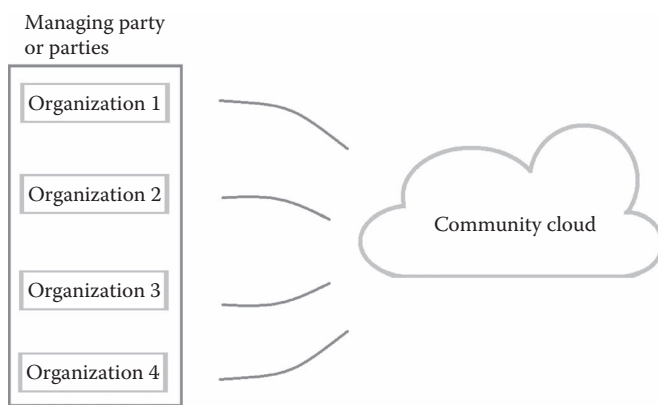 Managing party
or parties
Organization 1
Organization 2
Organization 3
Organization 4
Community cloud